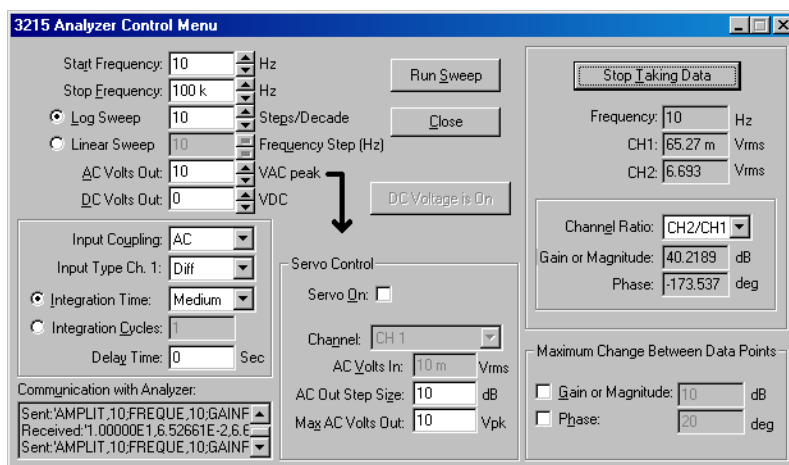 3215 Analyzer Control Menu
Start Frequency: 10 Hz
Stop Frequency: 100 k Hz
Log Sweep 10 Steps/Decade
Linear Sweep 10 Frequency Step (Hz)
AC Volts Out: 10 VAC peak
DC Volts Out: 0 VDC
Run Sweep
Close
DC Voltage is On
Input Coupling: AC
Input Type Ch. 1: Diff
Integration Time: Medium
Integration Cycles: 1
Delay Time: 0 Sec
Communication with Analyzer:
Sent:'AMPLIT,10;FREQUE,10;GAINF
Received:'1.00000E1,6.52661E-2,6.6
Sent:'AMPLIT,10;FREQUE,10;GAINF
Servo Control
Servo On:
Channel: CH 1
AC Volts In: 10 m Vrms
AC Out Step Size: 10 dB
Max AC Volts Out: 10 Vpk
Stop Taking Data
Frequency: 10 Hz
CH1: 65.27 m Vrms
CH2: 6.693 Vrms
Channel Ratio: CH2/CH1
Gain or Magnitude: 40.2189 dB
Phase: -173.537 deg
Maximum Change Between Data Points
Gain or Magnitude: 10 dB
Phase: 20 deg